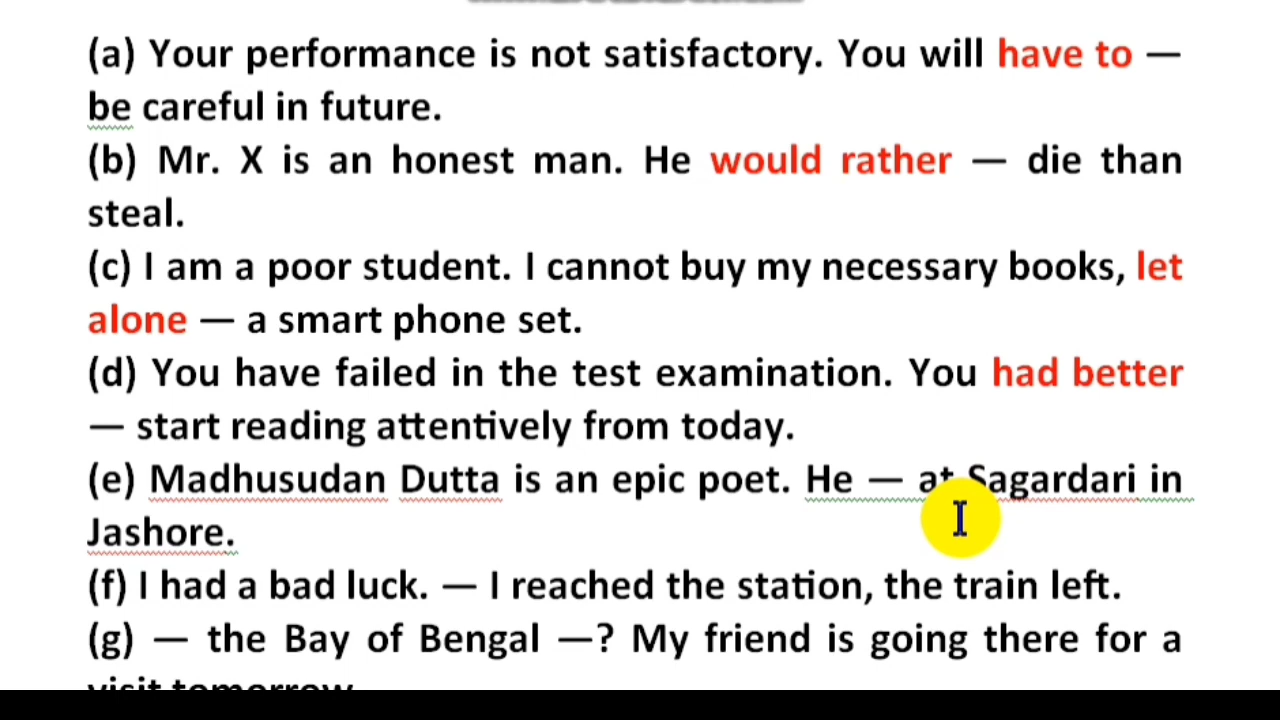 (a) Your performance is not satisfactory. You will have to —
be careful in future.
(b) Mr. X is an honest man. He would rather — die than
steal.
(c) I am a poor student. I cannot buy my necessary books, let
alone — a smart phone set.
(d) You have failed in the test examination. You had better
— start reading attentively from today.
(e) Madhusudan Dutta is an epic poet. He — at Sagardari in
Jashore.
(f) I had a bad luck. — I reached the station, the train left.
(g) — the Bay of Bengal —? My friend is going there for a
visit tomorrow.